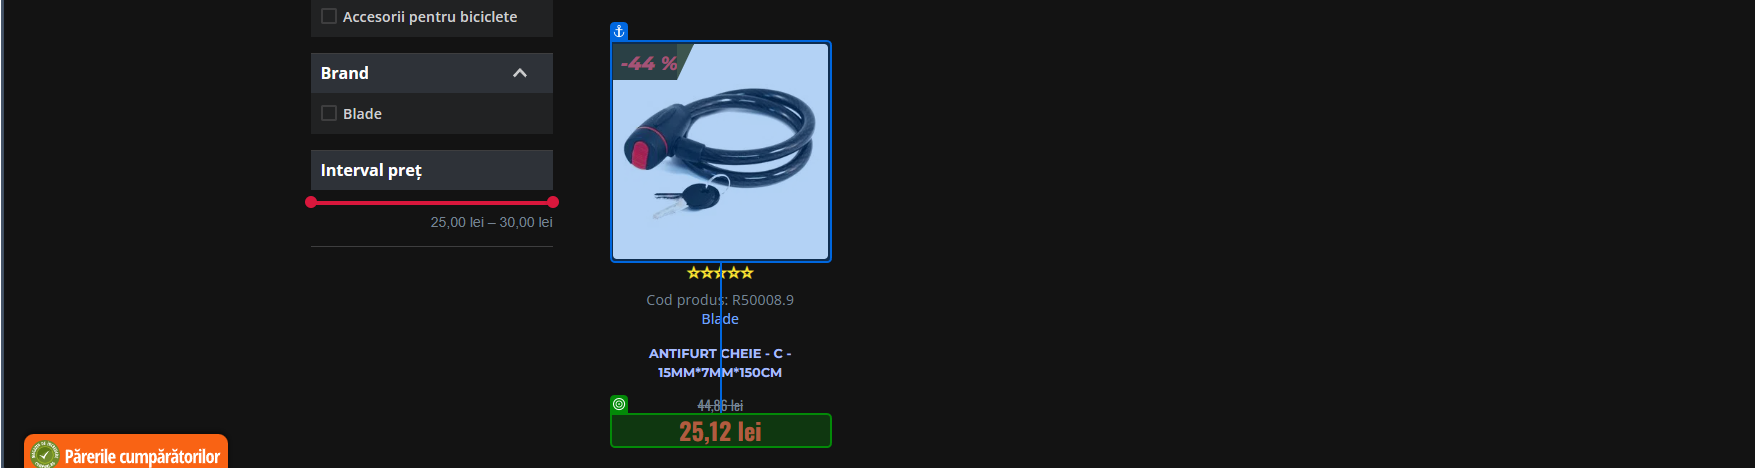 Accesorii pentru biciclete
Brand
Blade
Interval preț
25,00 lei – 30,00 lei
-44 %
Cod produs: R50008.9
Blade
ANTIFURT CHEIE - C -
15MM*7MM*150CM
44,86 lei
25,12 lei
Părerile cumpărătorilor